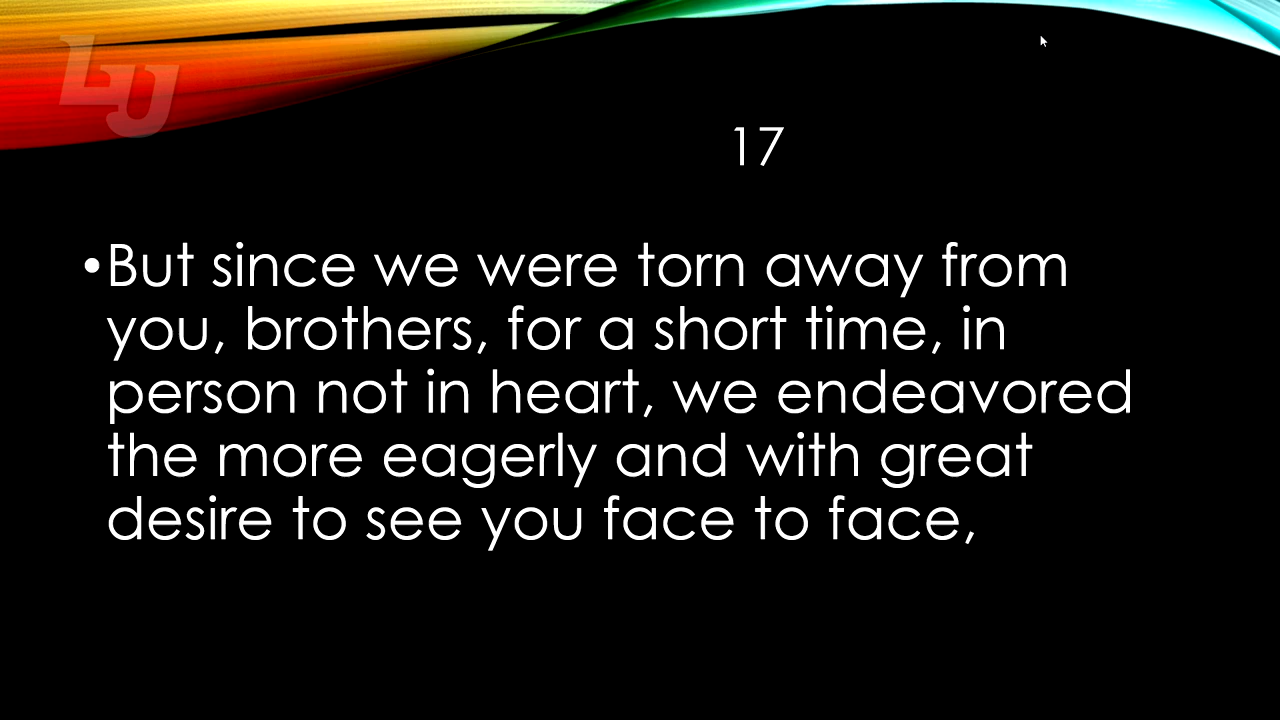 LU
17
•But since we were torn away from
you, brothers, for a short time, in
person not in heart, we endeavored
the more eagerly and with great
desire to see you face to face,